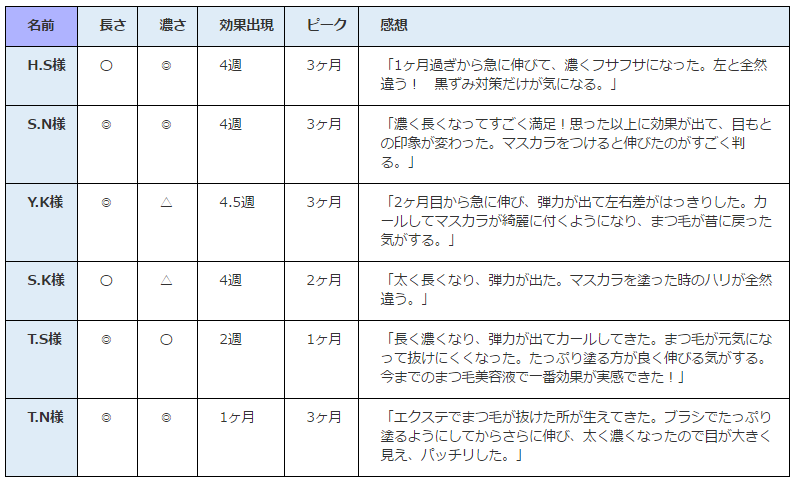 名前 長さ 濃さ 効果出現 ピーク 感想
H.S様 〇 ◎ 4週 3ヶ月 「1ヶ月過ぎから急に伸びて、濃くフサフサになった。左と全然
違う！　黒ずみ対策だけが気になる。」
S.N様 ◎ ◎ 4週 3ヶ月 「濃く長くなってすごく満足！思った以上に効果が出て、目もと
の印象が変わった。マスカラをつけると伸びたのがすごく判
る。」
Y.K様 ◎ △ 4.5週 3ヶ月 「2ヶ月目から急に伸び、弾力が出て左右差がはっきりした。カ
ールしてマスカラが綺麗に付くようになり、まつ毛が昔に戻った
気がする。」
S.K様 〇 △ 4週 2ヶ月 「太く長くなり、弾力が出た。マスカラを塗った時のハリが全然
違う。」
T.S様 ◎ 〇 2週 1ヶ月 「長く濃くなり、弾力が出てカールしてきた。まつ毛が元気にな
って抜けにくくなった。たっぷり塗る方が良く伸びる気がする。
今までのまつ毛美容液で一番効果が実感できた！」
T.N様 ◎ ◎ 1ヶ月 3ヶ月 「エクステでまつ毛が抜けた所が生えてきた。ブラシでたっぷり
塗るようにしてからさらに伸び、太く濃くなったので目が大きく
見え、パッチリした。」